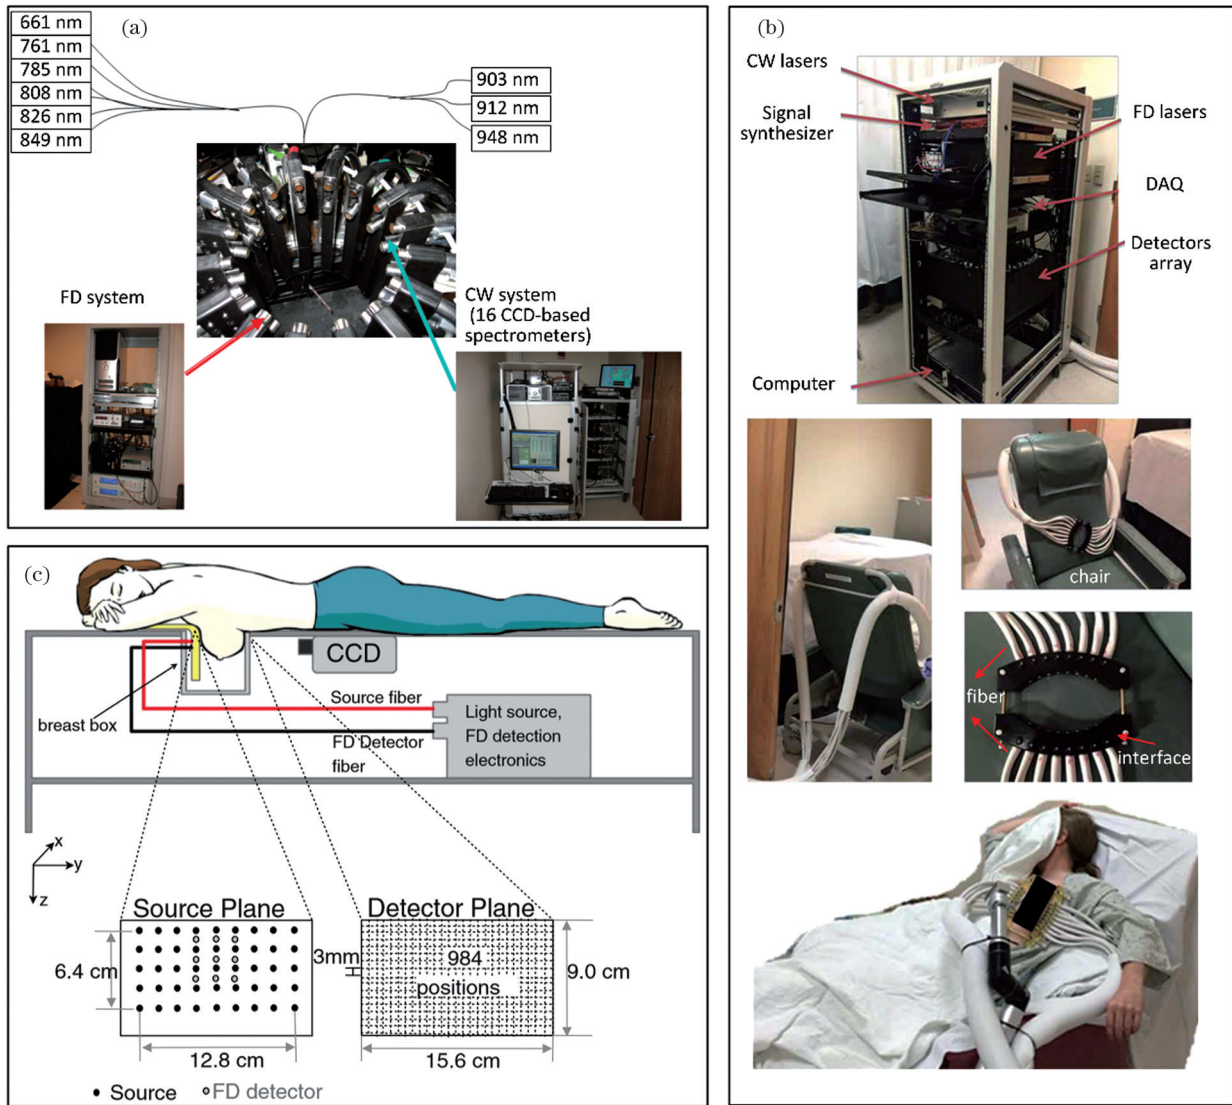 (a)
661 nm
761 nm
785 nm
808 nm
826 nm
849 nm
903 nm
912 nm
948 nm
FD system
CW system
(16 CCD-based
spectrometers)
(b)
CW lasers
Signal
synthesizer
FD lasers
DAQ
Detectors
array
Computer
chair
fiber
interface
(c)
CCD
breast box
Source fiber
FD Detector
fiber
Light source,
FD detection
electronics
x
y
z
Source Plane
6.4 cm
12.8 cm
Detector Plane
3mm
984
positions
9.0 cm
15.6 cm
Source
FD detector